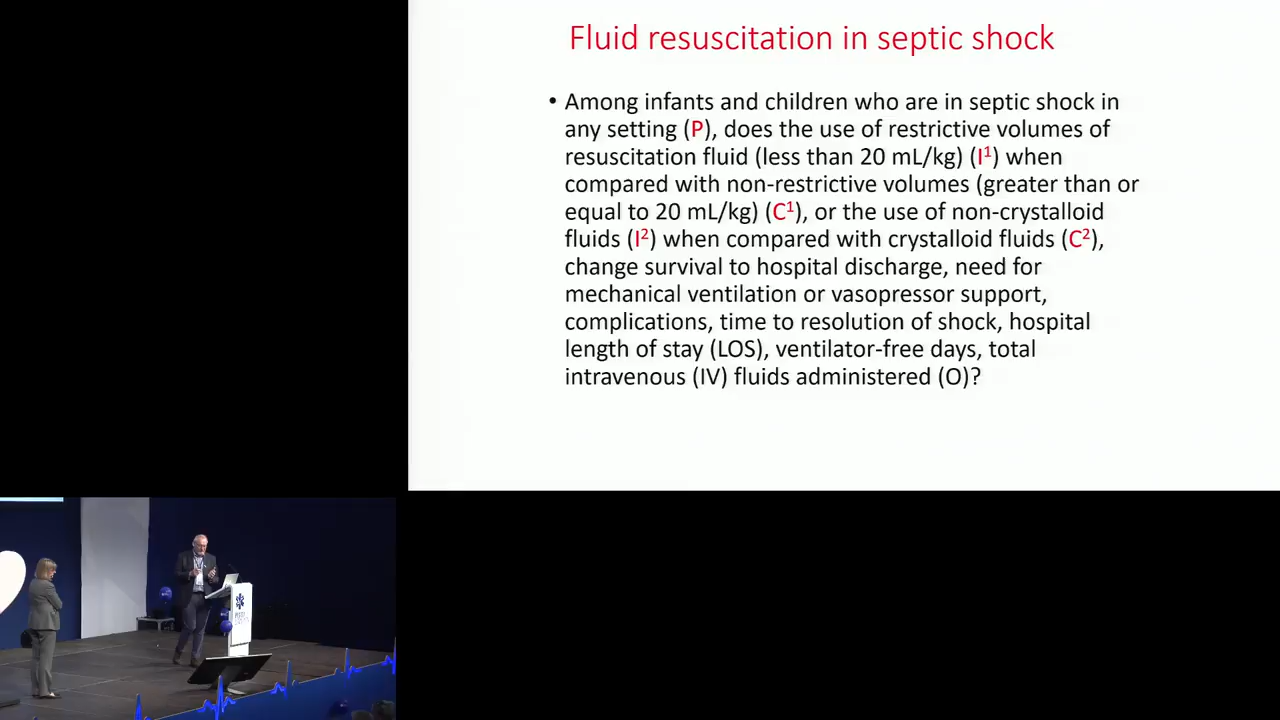 Fluid resuscitation in septic shock
• Among infants and children who are in septic shock in
any setting (P), does the use of restrictive volumes of
resuscitation fluid (less than 20 mL/kg) (I¹) when
compared with non-restrictive volumes (greater than or
equal to 20 mL/kg) (C¹), or the use of non-crystalloid
fluids (I²) when compared with crystalloid fluids (C²),
change survival to hospital discharge, need for
mechanical ventilation or vasopressor support,
complications, time to resolution of shock, hospital
length of stay (LOS), ventilator-free days, total
intravenous (IV) fluids administered (O)?